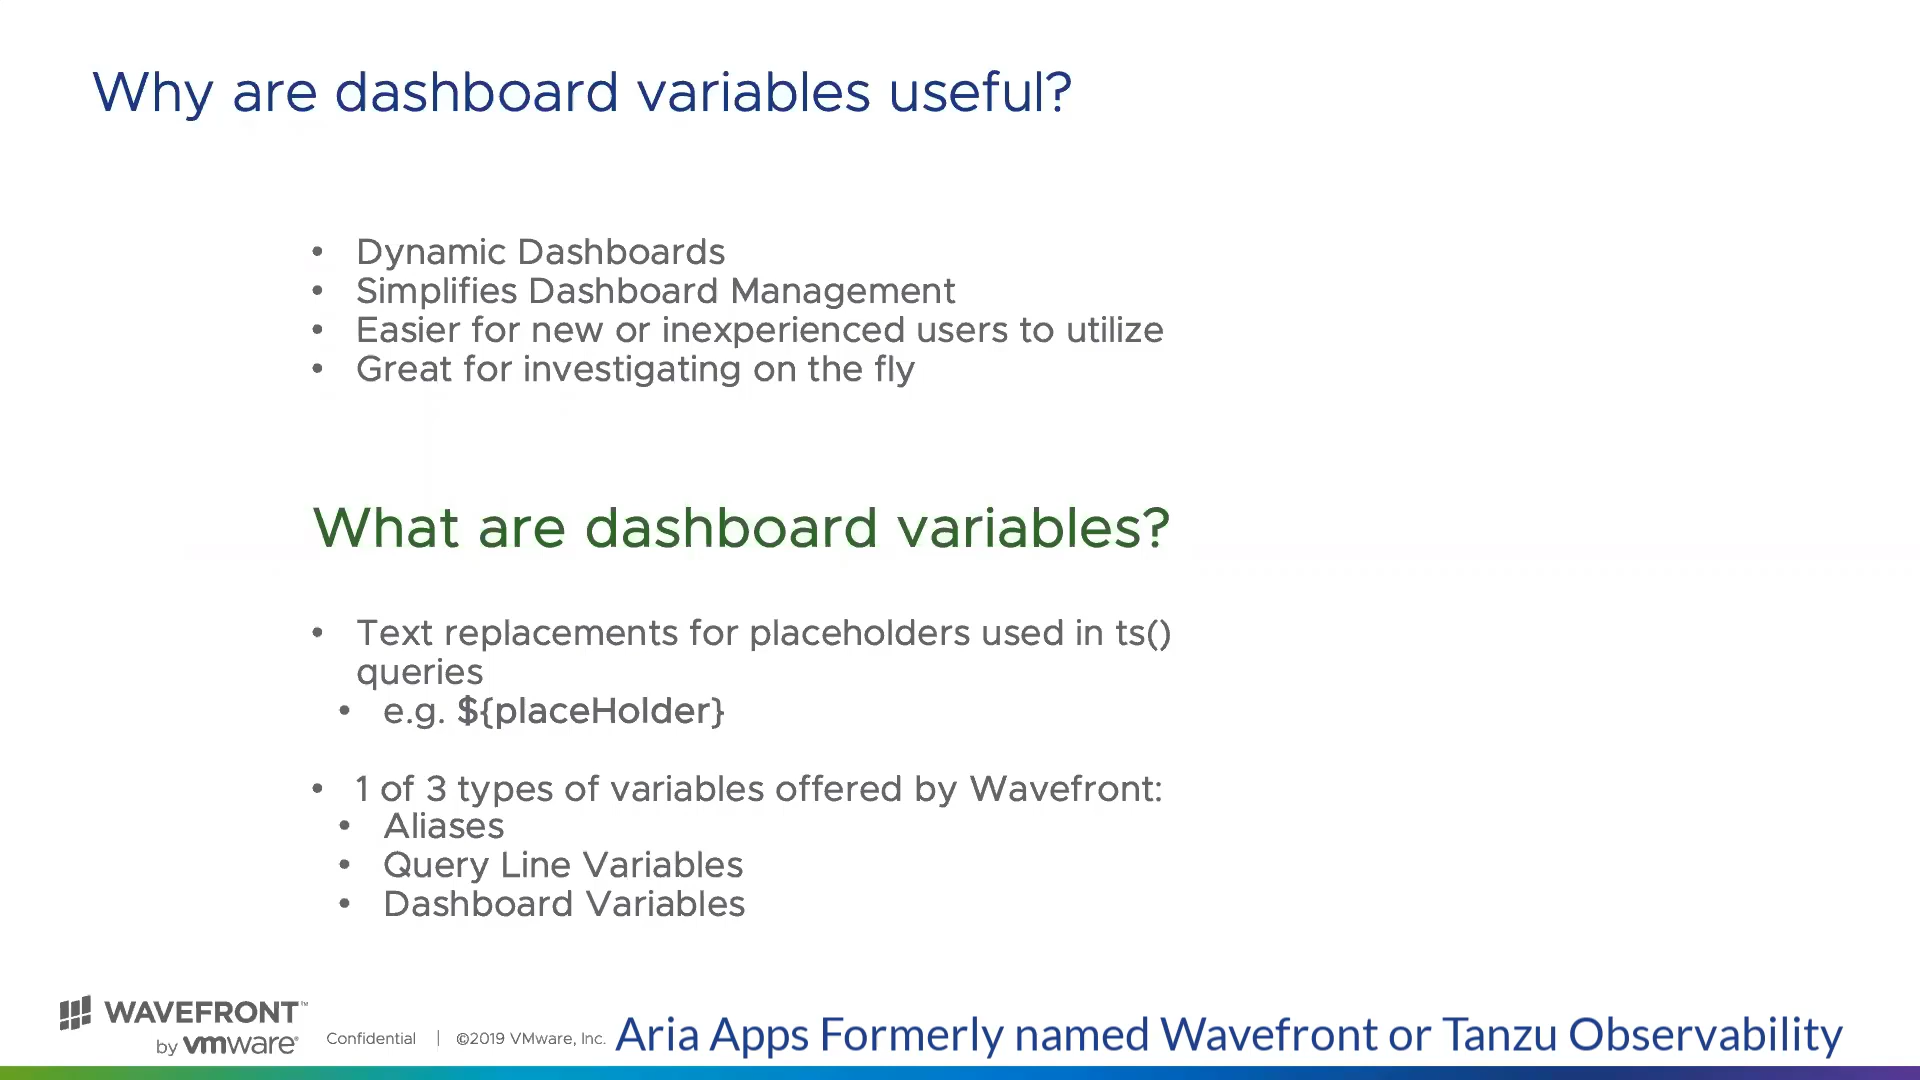 Why are dashboard variables useful?
• Dynamic Dashboards
• Simplifies Dashboard Management
• Easier for new or inexperienced users to utilize
• Great for investigating on the fly
What are dashboard variables?
• Text replacements for placeholders used in ts()
queries
• e.g. ${placeHolder}
• 1 of 3 types of variables offered by Wavefront:
• Aliases
• Query Line Variables
• Dashboard Variables
WAVEFRONT™
by vmware®
Confidential | ©2019 VMware, Inc.
Aria Apps Formerly named Wavefront or Tanzu Observability